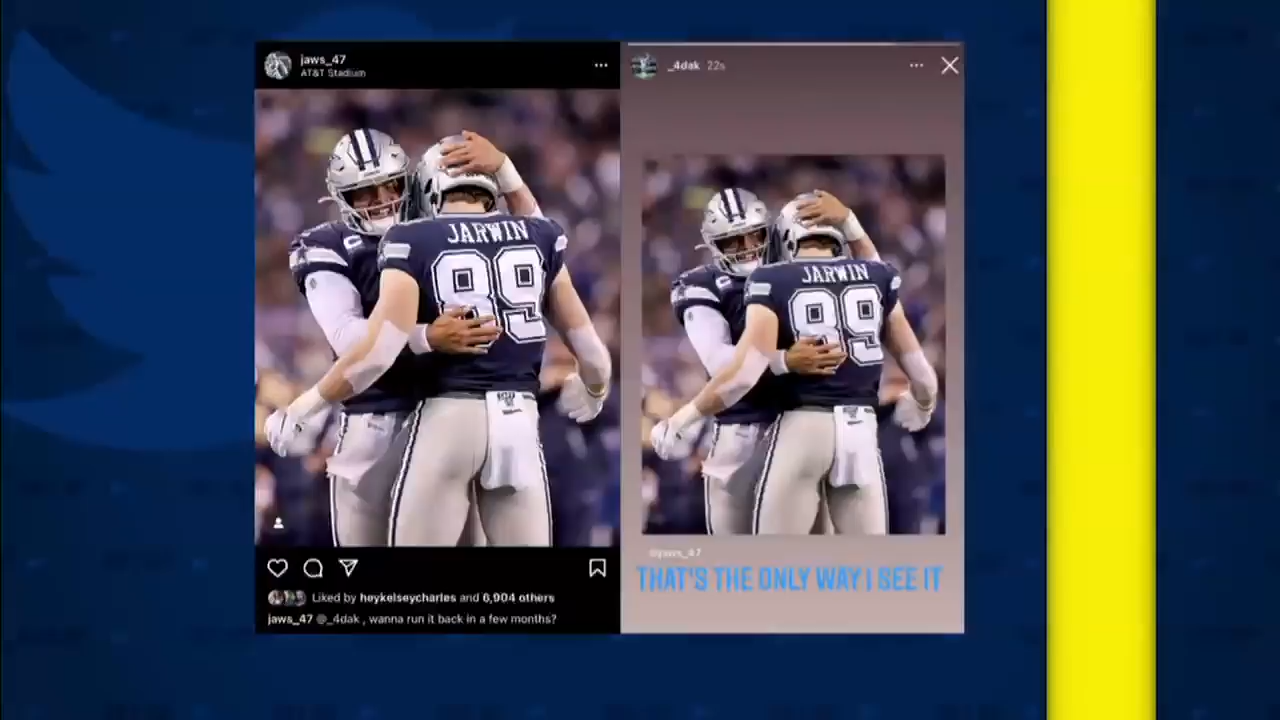 jaws_47
AT&T Stadium
JARWIN
89
Liked by heykelseycharles and 6,904 others
jaws_47 @_4dak , wanna run it back in a few months?
_4dak 22s
JARWIN
89
@jaws_47
THAT'S THE ONLY WAY I SEE IT